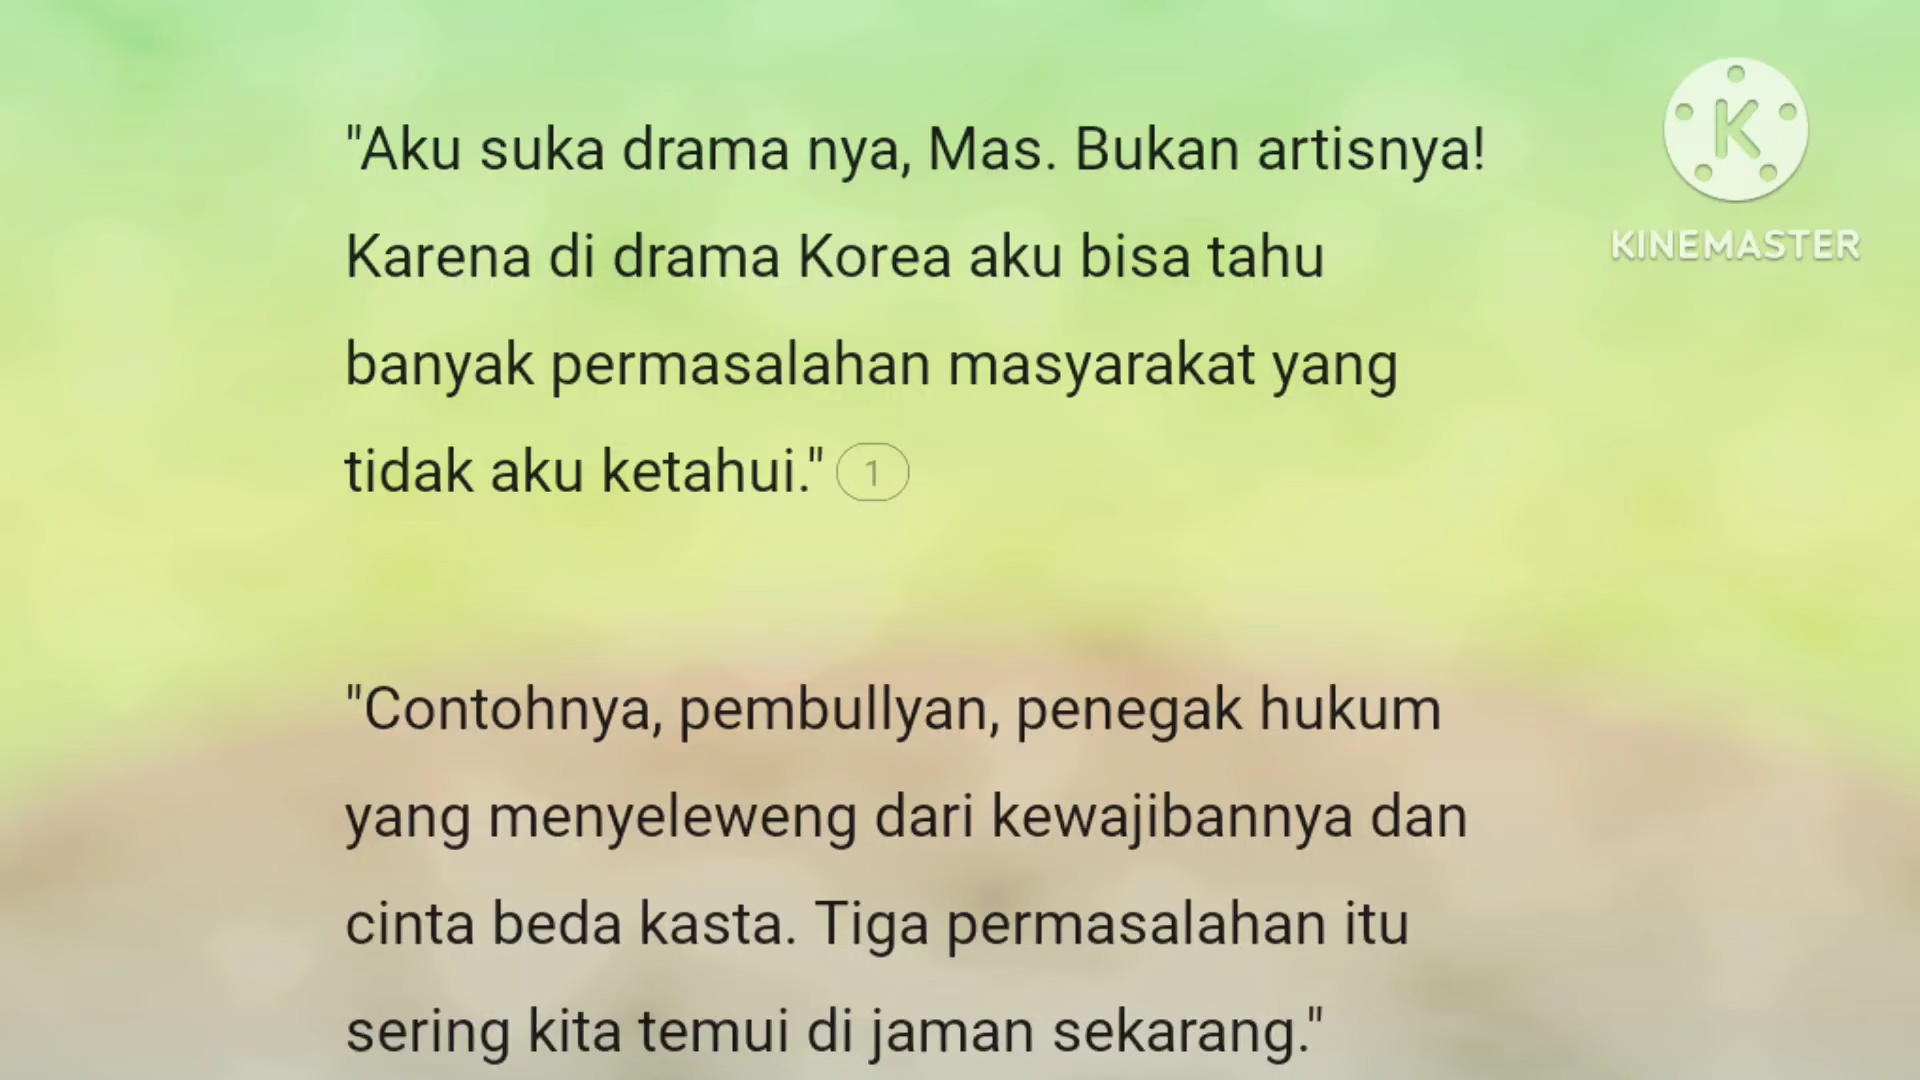 "Aku suka drama nya, Mas. Bukan artisnya!
Karena di drama Korea aku bisa tahu
banyak permasalahan masyarakat yang
tidak aku ketahui." 1
"Contohnya, pembullyan, penegak hukum
yang menyeleweng dari kewajibannya dan
cinta beda kasta. Tiga permasalahan itu
sering kita temui di jaman sekarang."
K
KINEMASTER